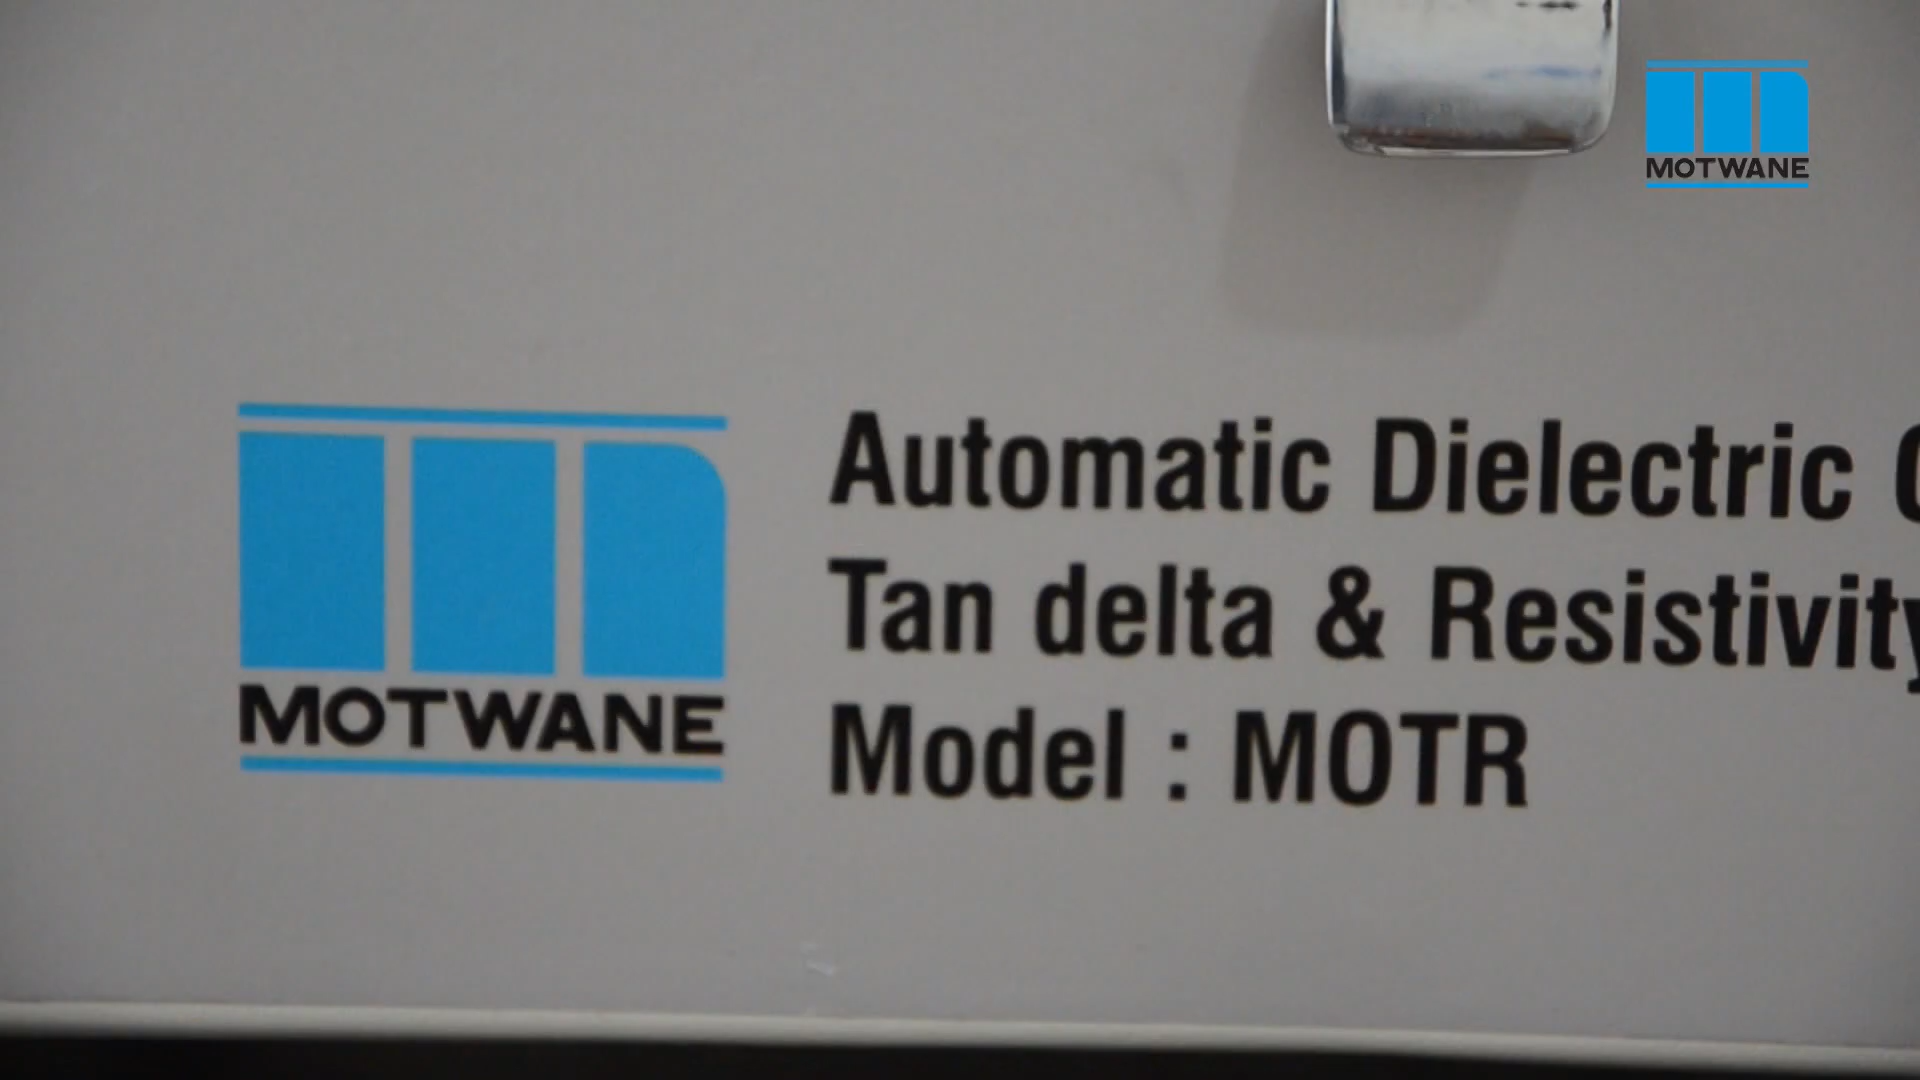 MOTWANE
MOTWANE
Automatic Dielectric
Tan delta & Resistivity
Model : MOTR